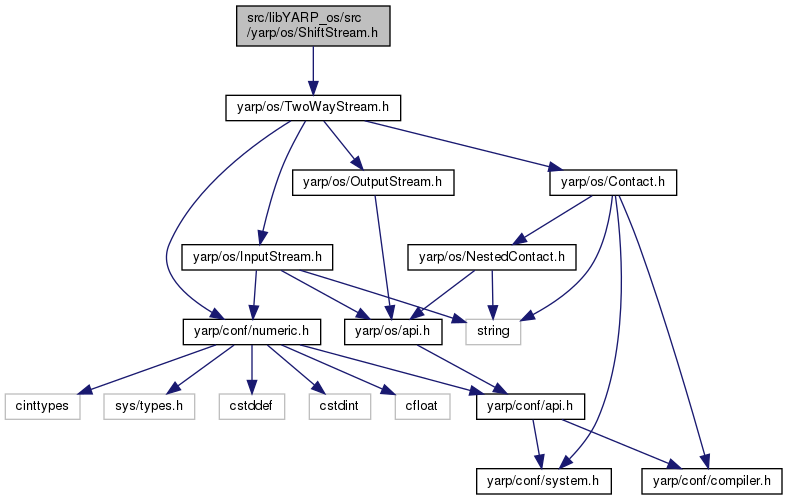 src/libYARP_os/src
/yarp/os/ShiftStream.h
yarp/os/TwoWayStream.h
yarp/os/OutputStream.h
yarp/os/Contact.h
yarp/os/InputStream.h
yarp/os/NestedContact.h
yarp/conf/numeric.h
yarp/os/api.h
string
cinttypes
sys/types.h
cstddef
cstdint
cfloat
yarp/conf/api.h
yarp/conf/system.h
yarp/conf/compiler.h